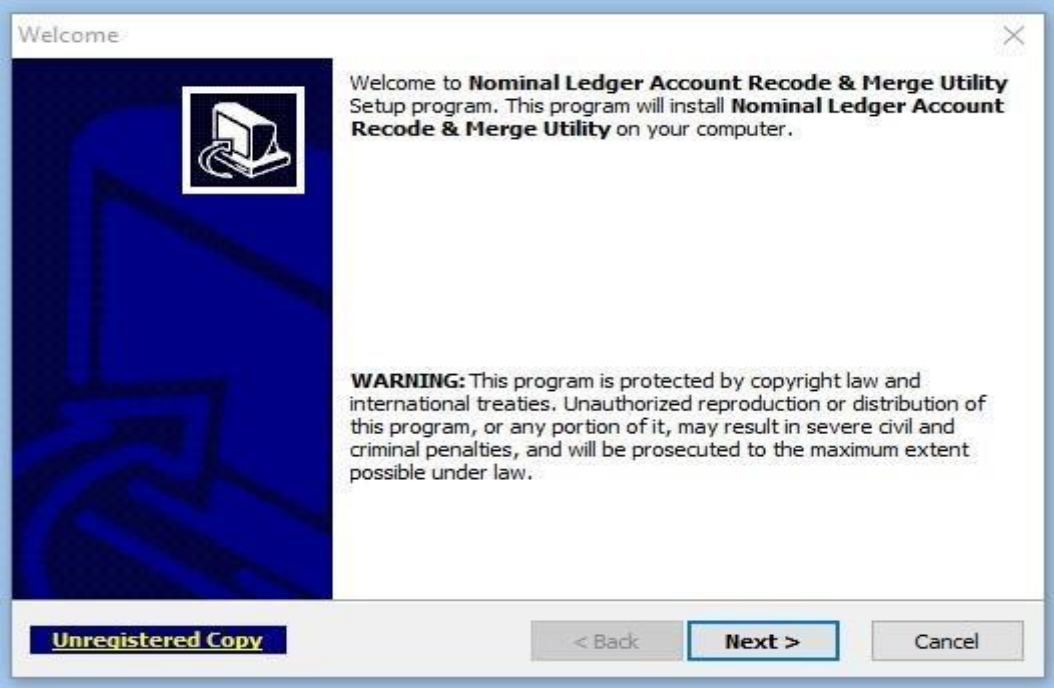 Welcome
Welcome to Nominal Ledger Account Recode & Merge Utility
Setup program. This program will install Nominal Ledger Account
Recode & Merge Utility on your computer.
WARNING: This program is protected by copyright law and
international treaties. Unauthorized reproduction or distribution of
this program, or any portion of it, may result in severe civil and
criminal penalties, and will be prosecuted to the maximum extent
possible under law.
Unregistered Copy
< Back
Next >
Cancel